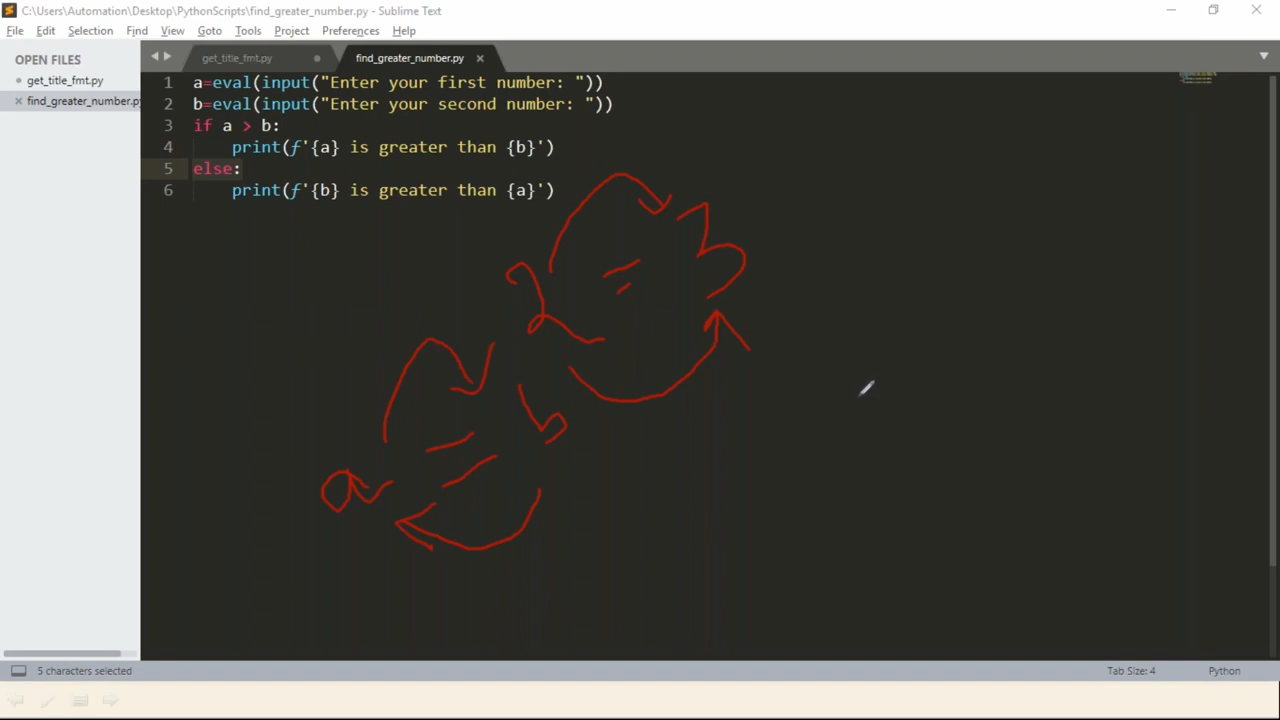 C:\Users\Automation\Desktop\PythonScripts\find_greater_number.py - Sublime Text
File Edit Selection Find View Goto Tools Project Preferences Help
OPEN FILES
get_title_fmt.py
find_greater_number.py
get_title_fmt.py
find_greater_number.py
1 a=eval(input("Enter your first number: "))
2 b=eval(input("Enter your second number: "))
3 if a > b:
4 print(f'{a} is greater than {b}')
5 else:
6 print(f'{b} is greater than {a}')
2 = 3
a = b
5 characters selected
Tab Size: 4
Python